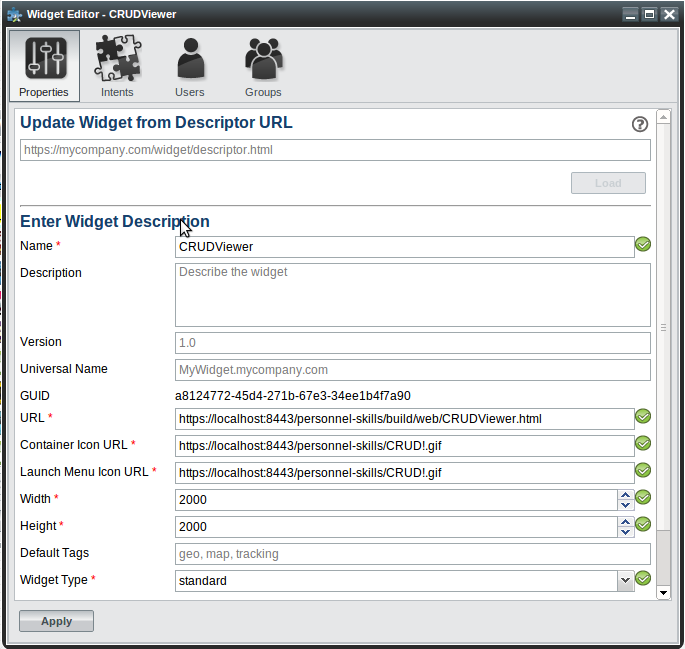 Widget Editor - CRUDViewer
Properties
Intents
Users
Groups
Update Widget from Descriptor URL
https://mycompany.com/widget/descriptor.html
Load
Enter Widget Description
Name *
CRUDViewer
Description
Describe the widget
Version
1.0
Universal Name
MyWidget.mycompany.com
GUID
a8124772-45d4-271b-67e3-34ee1b4f7a90
URL *
https://localhost:8443/personnel-skills/build/web/CRUDViewer.html
Container Icon URL *
https://localhost:8443/personnel-skills/CRUD!.gif
Launch Menu Icon URL *
https://localhost:8443/personnel-skills/CRUD!.gif
Width *
2000
Height *
2000
Default Tags
geo, map, tracking
Widget Type *
standard
Apply